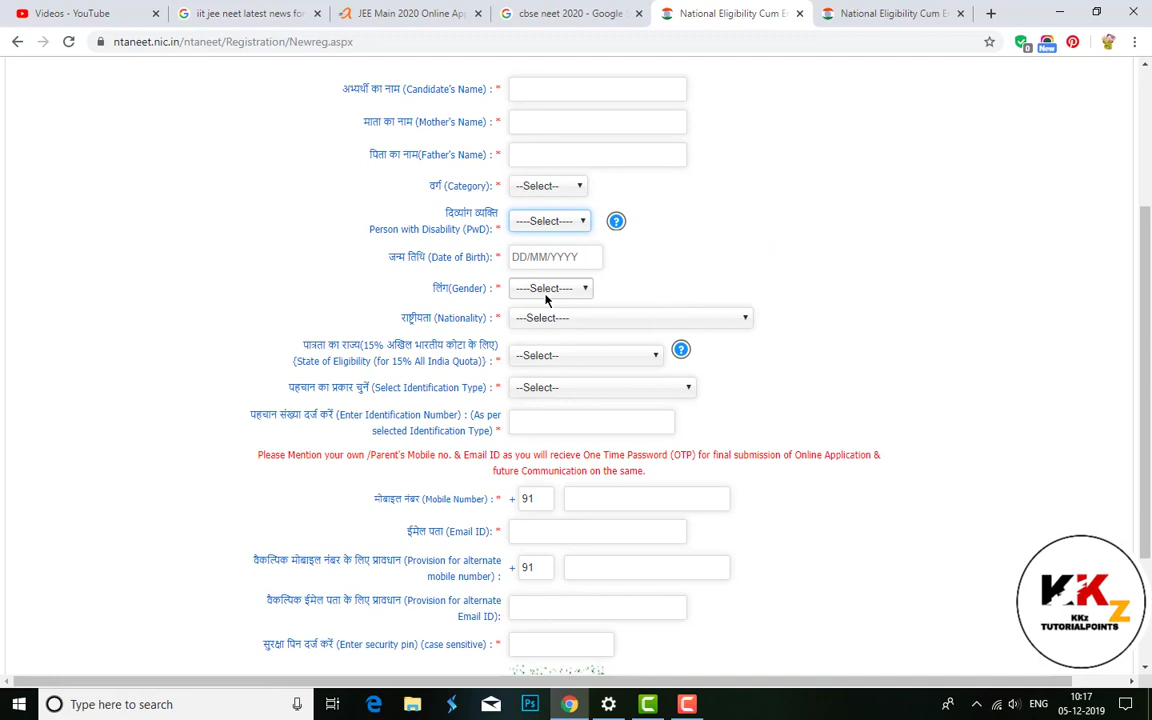 Videos - YouTube
iit jee neet latest news for
JEE Main 2020 Online App
cbse neet 2020 - Google S
National Eligibility Cum E
National Eligibility Cum E
ntaneet.nic.in/ntaneet/Registration/Newreg.aspx
0
New
अभ्यर्थी का नाम (Candidate's Name) : *
माता का नाम (Mother's Name) : *
पिता का नाम(Father's Name) : *
वर्ग (Category): *
--Select--
दिव्यांग व्यक्ति
Person with Disability (PwD): *
----Select----
?
जन्म तिथि (Date of Birth): *
DD/MM/YYYY
लिंग(Gender) : *
----Select----
राष्ट्रीयता (Nationality) : *
---Select----
पात्रता का राज्य(15% अखिल भारतीय कोटा के लिए)
{State of Eligibility (for 15% All India Quota)} : *
--Select--
?
पहचान का प्रकार चुनें (Select Identification Type) : *
--Select--
पहचान संख्या दर्ज करें (Enter Identification Number) : (As per
selected Identification Type) *
Please Mention your own /Parent's Mobile no. & Email ID as you will recieve One Time Password (OTP) for final submission of Online Application &
future Communication on the same.
मोबाइल नंबर (Mobile Number) : *
+ 91
ईमेल पता (Email ID): *
वैकल्पिक मोबाइल नंबर के लिए प्रावधान (Provision for alternate
mobile number) :
+ 91
वैकल्पिक ईमेल पता के लिए प्रावधान (Provision for alternate
Email ID):
सुरक्षा पिन दर्ज करें (Enter security pin) (case sensitive) : *
KKz
KKz
TUTORIALPOINTS
Type here to search
Ps
ENG
10:17
05-12-2019